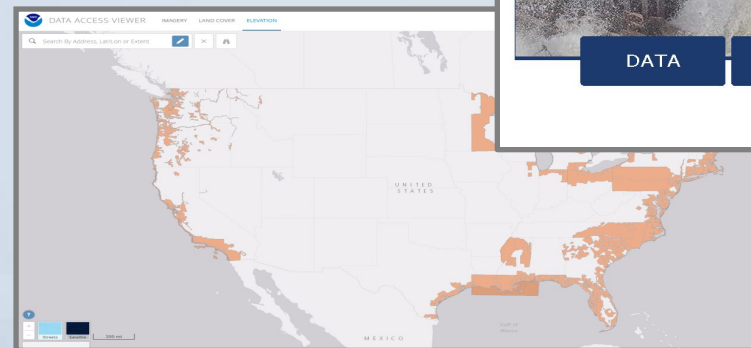 DATA ACCESS VIEWER IMAGERY LAND COVER ELEVATION
Search By Address, Lat/Lon or Extent
DATA
UNITED
STATES
Gulf of
Mexico
MEXICO
Streets
Satellite
200 mi